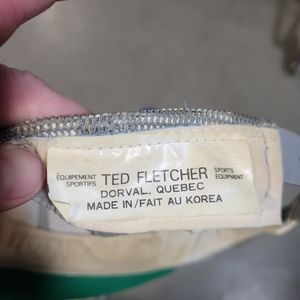 ÉQUIPEMENT SPORTIFS TED FLETCHER SPORTS EQUIPMENT
DORVAL, QUEBEC
MADE IN/FAIT AU KOREA